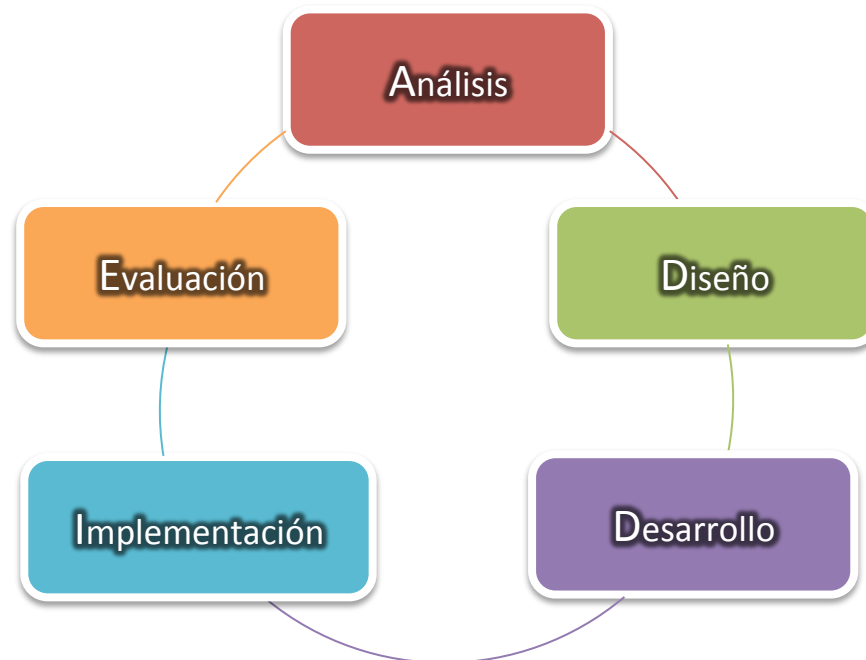 Análisis
Diseño
Desarrollo
Implementación
Evaluación